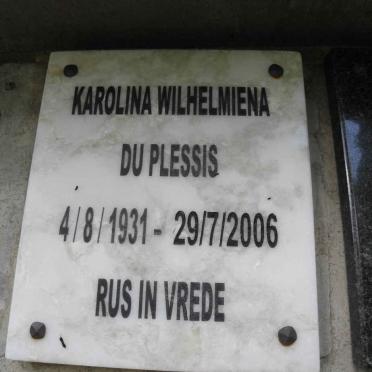 KAROLINA WILHELMIENA
DU PLESSIS
4/8/1931 - 29/7/2006
RUS IN VREDE